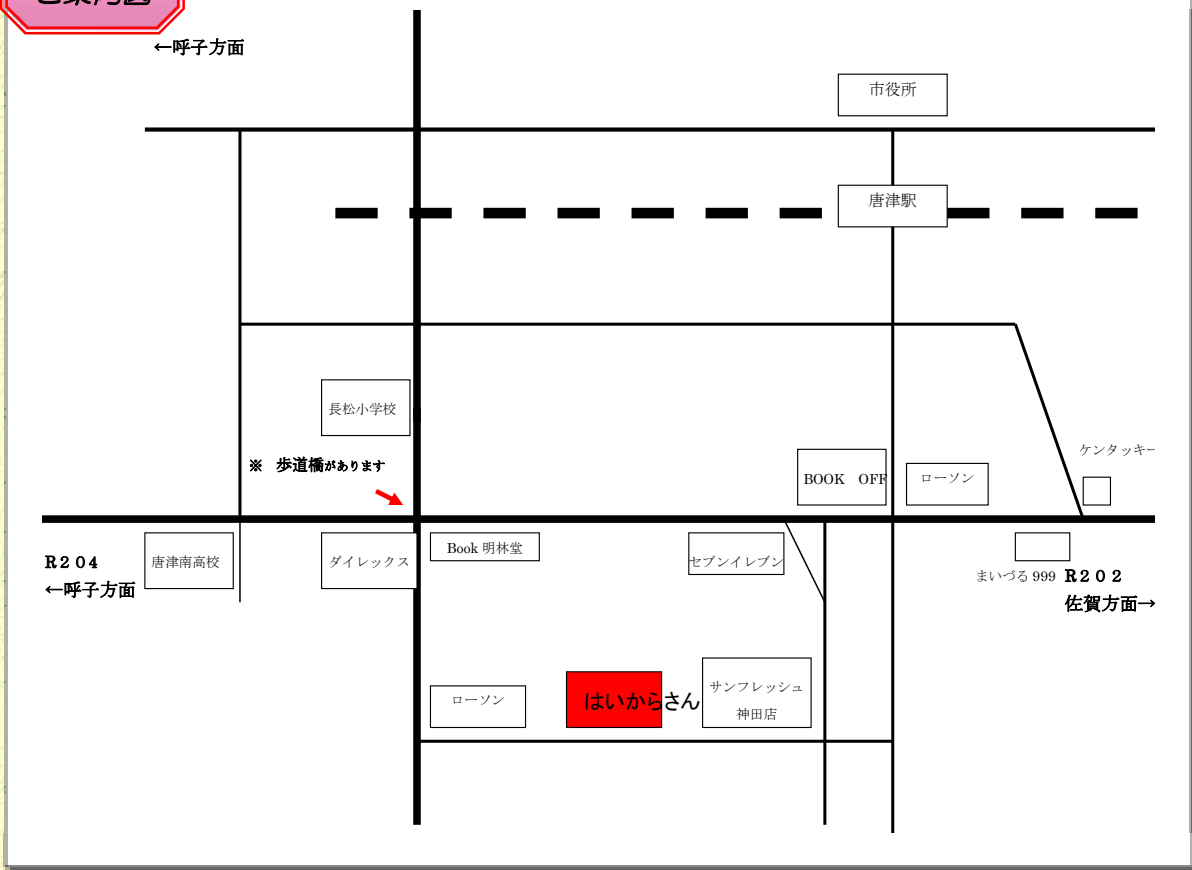 ←呼子方面
市役所
唐津駅
長松小学校
※　歩道橋があります
ケンタッキー
BOOK　OFF
ローソン
R２０４
←呼子方面
唐津南高校
ダイレックス
Book 明林堂
セブンイレブン
まいづる 999
R２０２
佐賀方面→
ローソン
はいからさん
サンフレッシュ
神田店